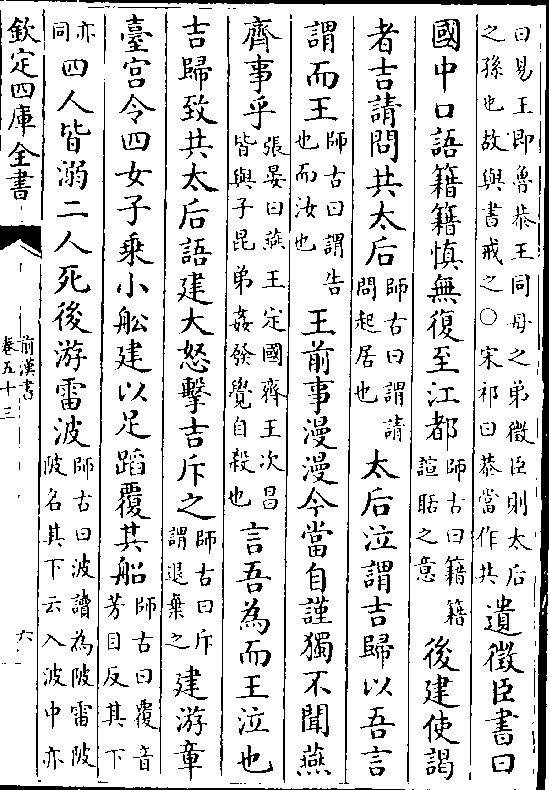 曰易王即魯恭王同母之弟徵臣則太后
之孫也故與書戒之○宋祁曰恭當作共
遺徵臣書曰
國中口語籍籍慎無復至江都
師古曰籍籍
諠聒之意
後建使謁
者吉請問共太后
師古曰謂請
問起居也
太后泣謂吉歸以吾言
謂而王
師古曰謂告
也而汝也
王前事漫漫今當自謹獨不聞燕
齊事乎
張晏曰燕王定國齊王次昌
皆與子昆弟姦發覺自殺也
言吾為而王泣也
吉歸致共太后語建大怒擊吉斥之
師古曰斥
謂退棄之
建游章
臺宫令四女子乘小舩建以足蹈覆其船
師古曰覆音
芳目反其下
亦
同
四人皆溺二人死後游雷波
師古曰波讀為陂雷陂
陂名其下云入波中亦
欽定四庫全書
前漢書
卷五十三
六